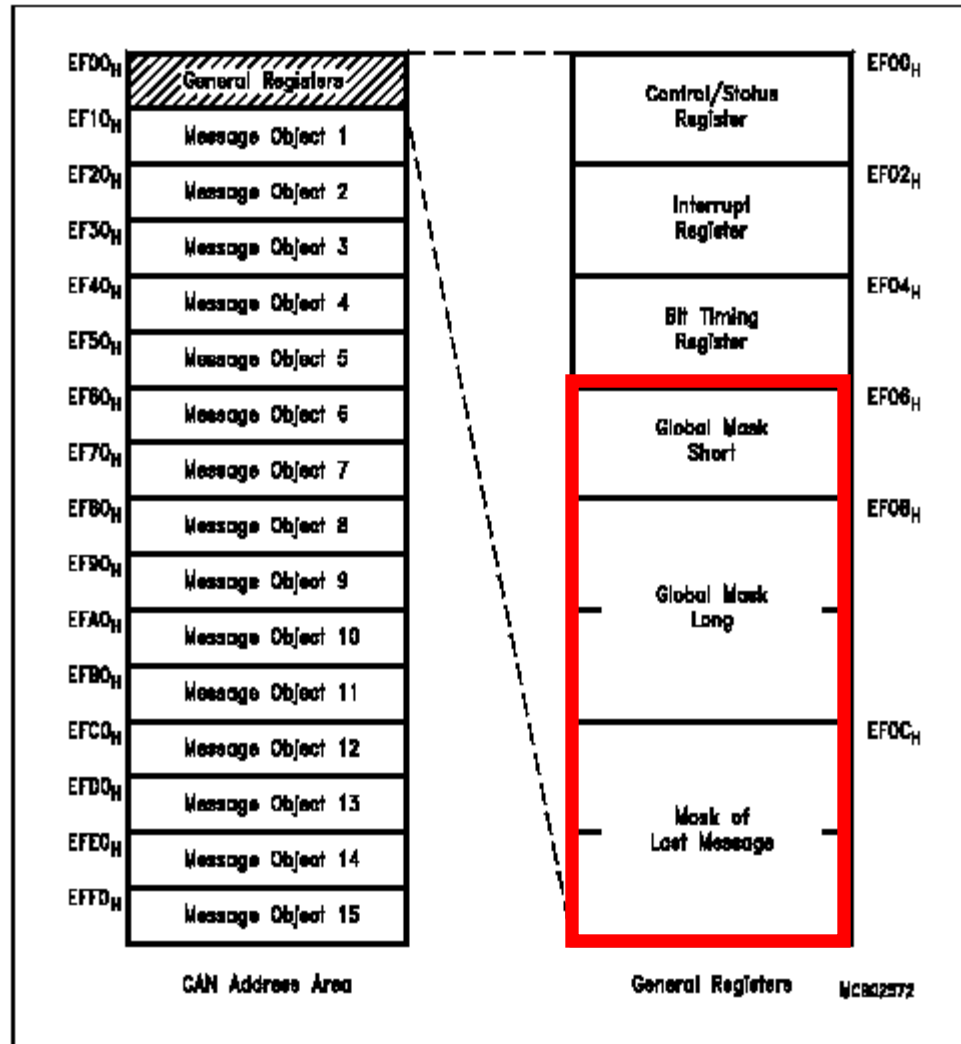 EF00H
General Registers
EF10H
Message Object 1
EF20H
Message Object 2
EF30H
Message Object 3
EF40H
Message Object 4
EF50H
Message Object 5
EF60H
Message Object 6
EF70H
Message Object 7
EF80H
Message Object 8
EF90H
Message Object 9
EFA0H
Message Object 10
EFB0H
Message Object 11
EFC0H
Message Object 12
EFD0H
Message Object 13
EFE0H
Message Object 14
EFF0H
Message Object 15
CAN Address Area
EF00H
Control/Status
Register
EF02H
Interrupt
Register
EF04H
Bit Timing
Register
EF06H
Global Mask
Short
EF08H
Global Mask
Long
EF0CH
Mask of
Last Message
General Registers
MCB02972